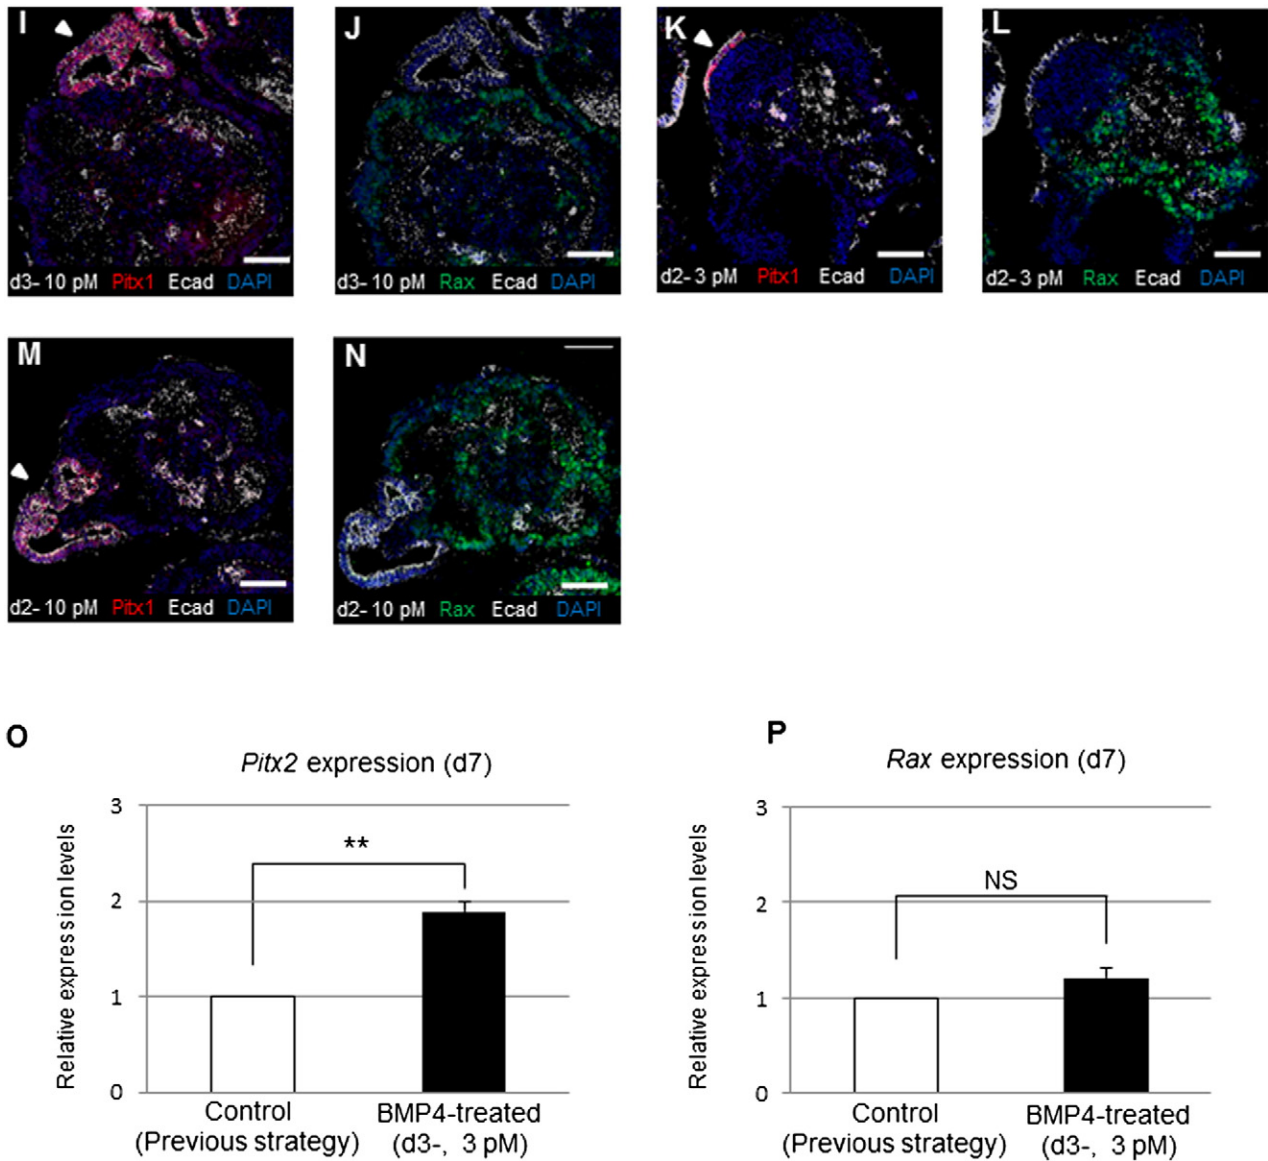 I
J
K
L
d3- 10 pM Pitx1 Ecad DAPI
d3- 10 pM Rax Ecad DAPI
d2- 3 pM Pitx1 Ecad DAPI
d2- 3 pM Rax Ecad DAPI
M
N
d2- 10 pM Pitx1 Ecad DAPI
d2- 10 pM Rax Ecad DAPI
O
Pitx2 expression (d7)
Relative expression levels
3
2
1
0
**
Control
(Previous strategy)
BMP4-treated
(d3-, 3 pM)
P
Rax expression (d7)
Relative expression levels
3
2
1
0
NS
Control
(Previous strategy)
BMP4-treated
(d3-, 3 pM)